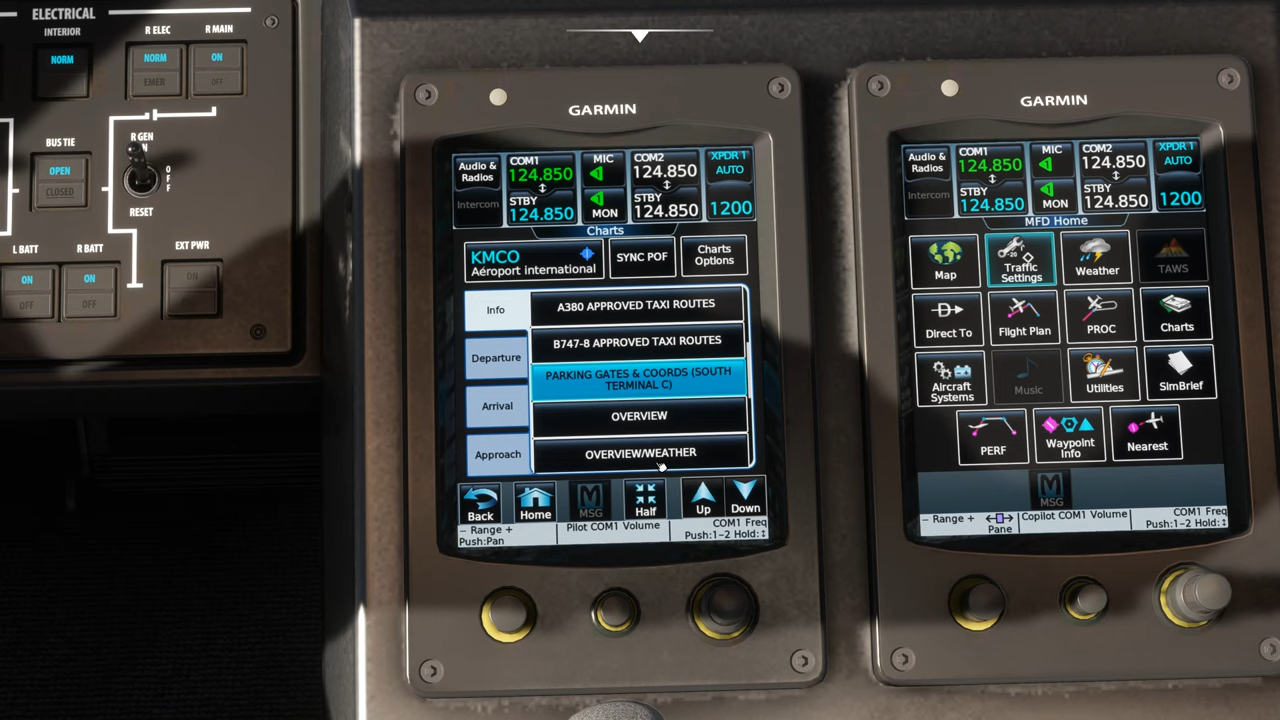 ELECTRICAL
INTERIOR
R ELEC
R MAIN
NORM
NORM
EMER
ON
OFF
BUS TIE
OPEN
CLOSED
R GEN
OFF
RESET
L BATT
R BATT
EXT PWR
ON
OFF
ON
OFF
ON
OFF
GARMIN
Audio &
Radios
Intercom
COM1
124.850
STBY
124.850
MIC
MON
COM2
124.850
STBY
124.850
XPDR 1
AUTO
1200
Charts
KMCO
Aéroport international
SYNC POF
Charts
Options
Info
Departure
Arrival
Approach
A380 APPROVED TAXI ROUTES
B747-8 APPROVED TAXI ROUTES
PARKING GATES & COORDS (SOUTH
TERMINAL C)
OVERVIEW
OVERVIEW/WEATHER
Back
Home
MSG
Half
Up
Down
– Range +
Push:Pan
Pilot COM1 Volume
COM1 Freq
Push:1–2 Hold:↕
GARMIN
Audio &
Radios
Intercom
COM1
124.850
STBY
124.850
MIC
MON
COM2
124.850
STBY
124.850
XPDR 1
AUTO
1200
MFD Home
Map
Traffic
Settings
Weather
TAWS
Direct To
Flight Plan
PROC
Charts
Aircraft
Systems
Music
Utilities
SimBrief
PERF
Waypoint
Info
Nearest
MSG
– Range +
Pane
Copilot COM1 Volume
COM1 Freq
Push:1–2 Hold:↕